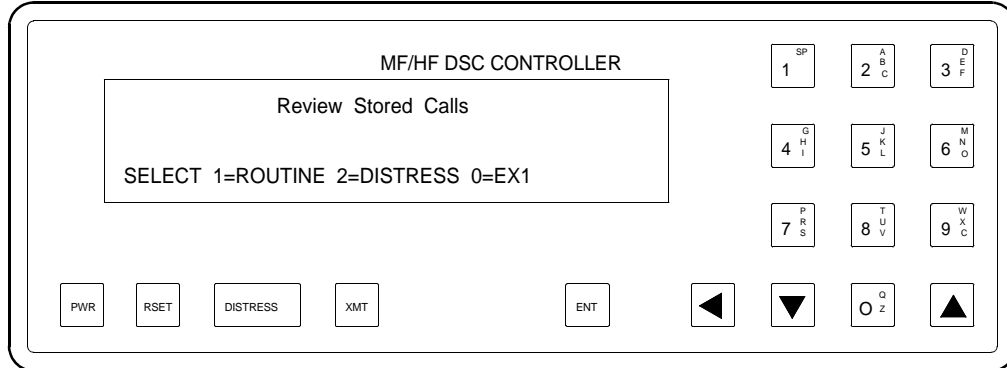 MF/HF DSC CONTROLLER
Review Stored Calls
SELECT 1=ROUTINE 2=DISTRESS 0=EX1
1 SP
2 A B C
3 D E F
4 G H I
5 J K L
6 M N O
7 P R S
8 T U V
9 W X C
PWR
RSET
DISTRESS
XMT
ENT
O Q Z